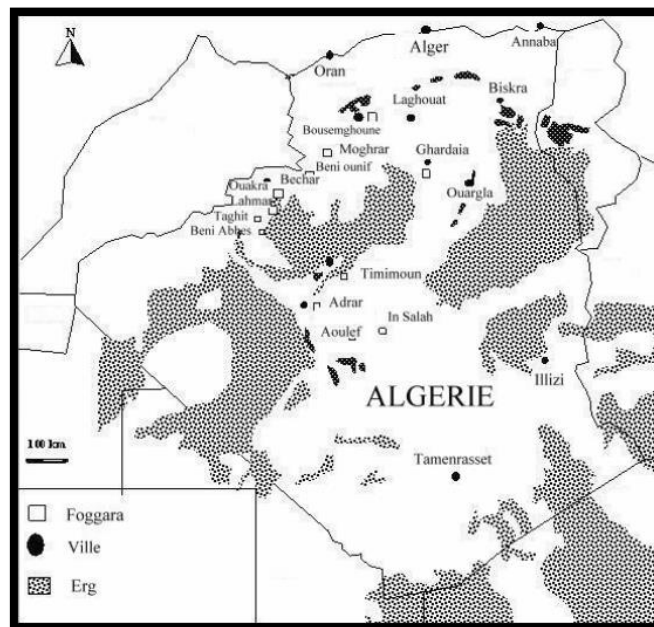 N
Annaba
Alger
Oran
Biskra
Laghouat
Bousemghoune
Moghrar
Ghardaia
Beni ounif
Ouakra
Bechar
Lahmar
Ouargla
Taghit
Beni Abbes
Timimoun
Adrar
In Salah
Aoulef
Illizi
ALGERIE
100 km
Tamenrasset
Foggara
Ville
Erg